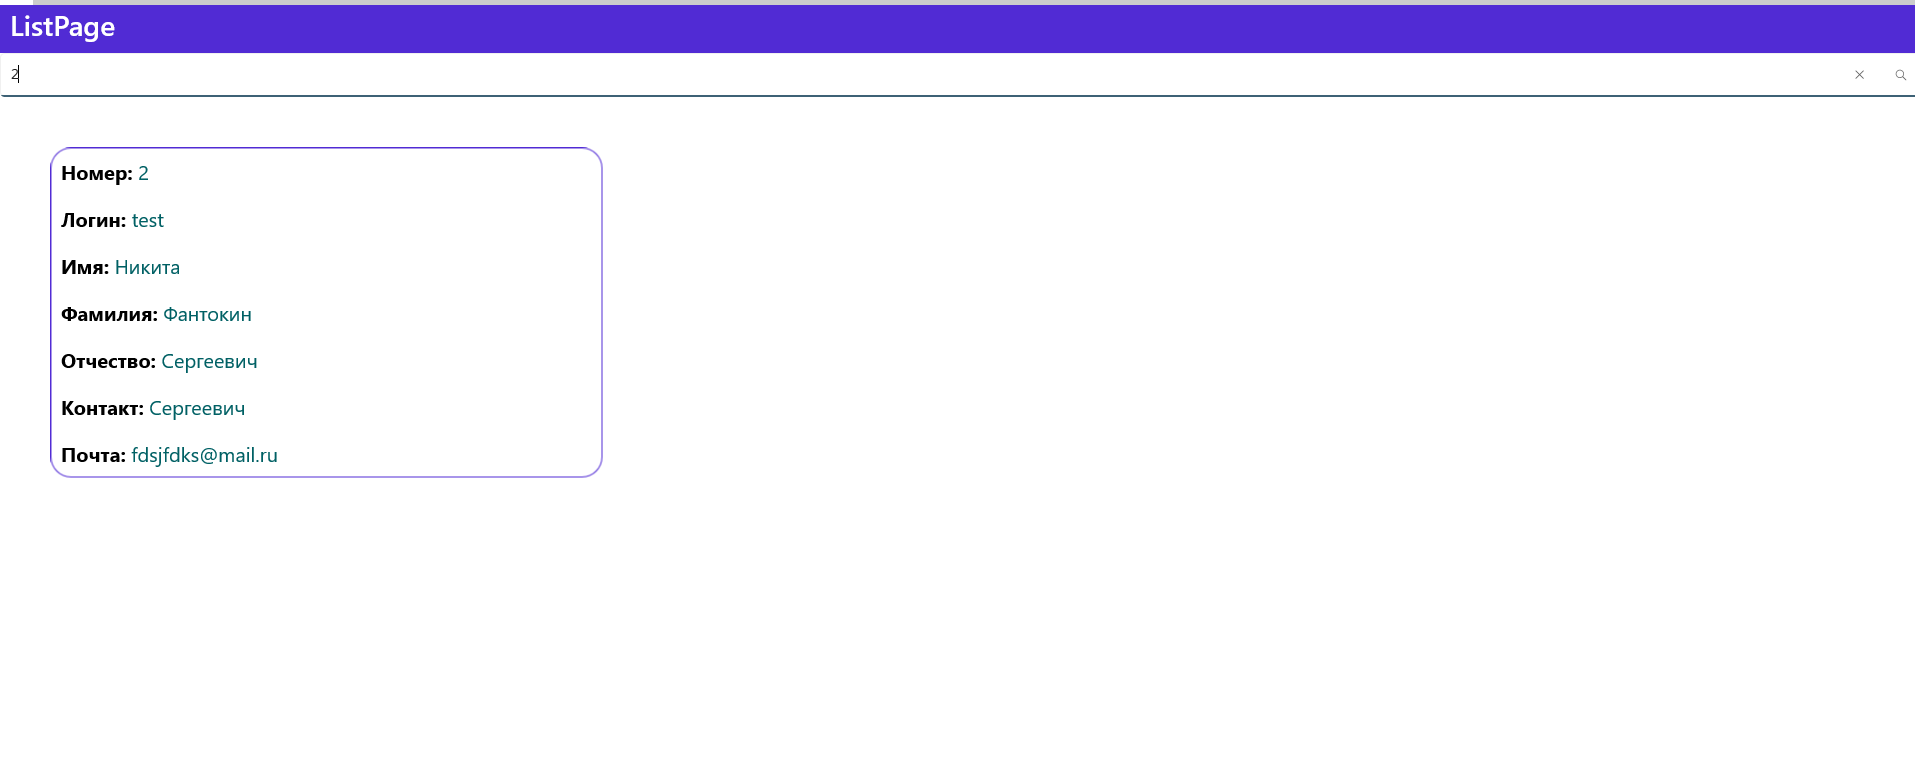 ListPage
2
Номер: 2
Логин: test
Имя: Никита
Фамилия: Фантокин
Отчество: Сергеевич
Контакт: Сергеевич
Почта: fdsjfdks@mail.ru